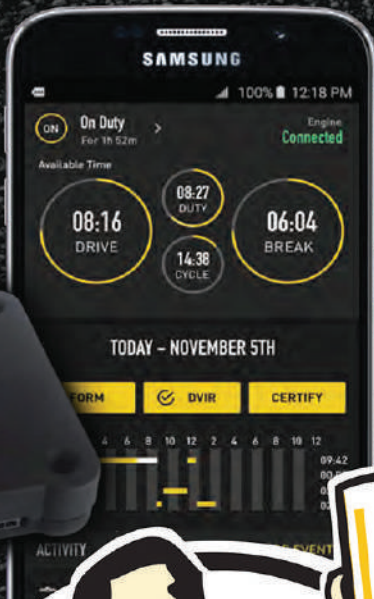 SAMSUNG
100% 12:18 PM
ON
On Duty
For 1h 52m
Engine
Connected
Available Time
08:16
DRIVE
08:27
DUTY
14:38
CYCLE
06:04
BREAK
TODAY – NOVEMBER 5TH
FORM
DVIR
CERTIFY
4 6 8 10 12 2 4 6 8 10 12
09:42
ACTIVITY
EVENT